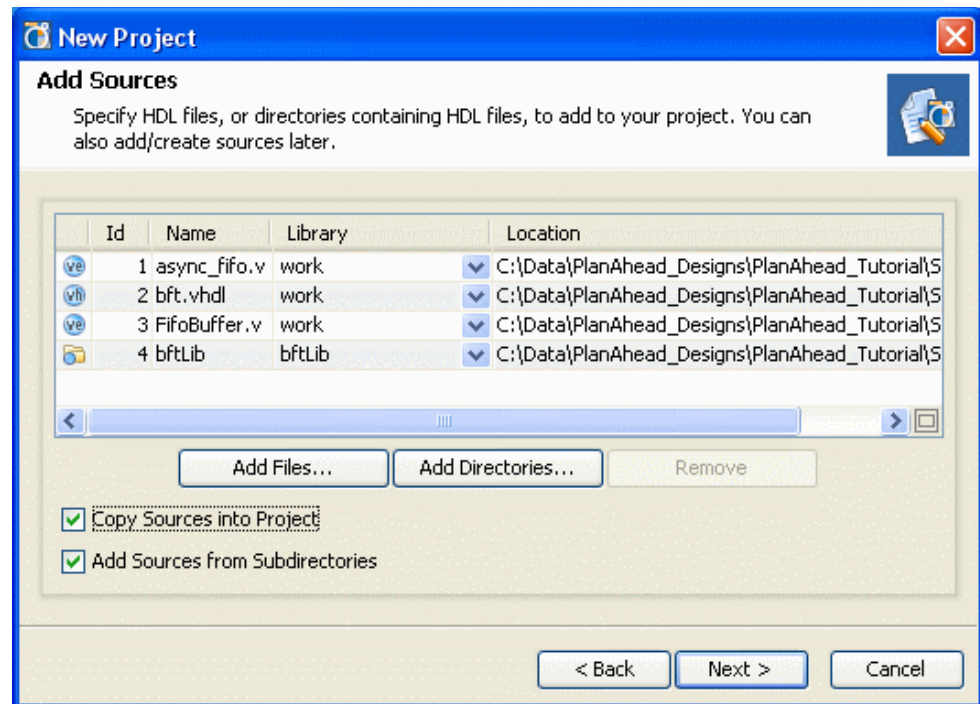 New Project
Add Sources
Specify HDL files, or directories containing HDL files, to add to your project. You can
also add/create sources later.
Id Name Library Location
ve 1 async_fifo.v work C:\Data\PlanAhead_Designs\PlanAhead_Tutorial\S
vh 2 bft.vhdl work C:\Data\PlanAhead_Designs\PlanAhead_Tutorial\S
ve 3 FifoBuffer.v work C:\Data\PlanAhead_Designs\PlanAhead_Tutorial\S
4 bftLib bftLib C:\Data\PlanAhead_Designs\PlanAhead_Tutorial\S
Add Files... Add Directories... Remove
Copy Sources into Project
Add Sources from Subdirectories
< Back Next > Cancel